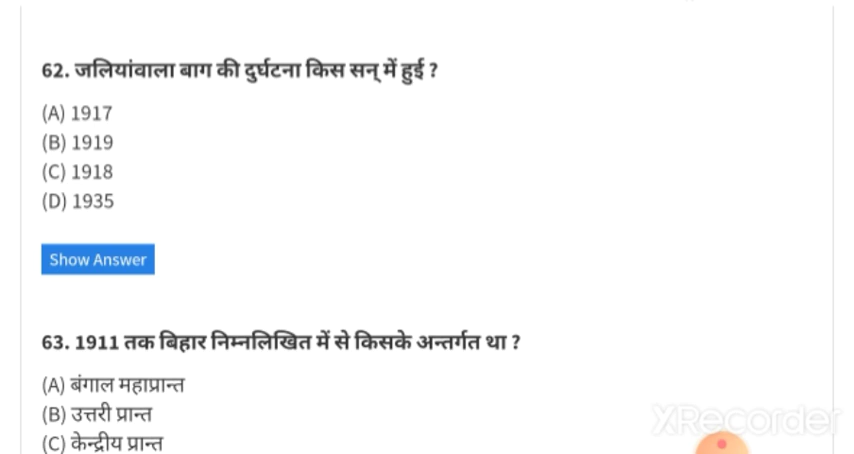 62. जलियांवाला बाग की दुर्घटना किस सन् में हुई ?
(A) 1917
(B) 1919
(C) 1918
(D) 1935
Show Answer
63. 1911 तक बिहार निम्नलिखित में से किसके अन्तर्गत था ?
(A) बंगाल महाप्रान्त
(B) उत्तरी प्रान्त
(C) केन्द्रीय प्रान्त
XRecorder